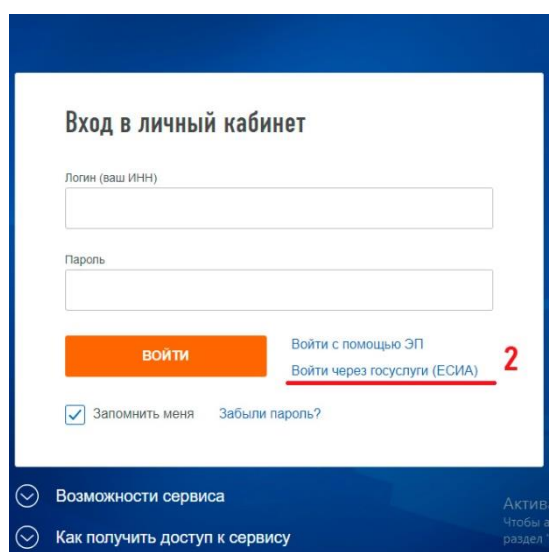 Вход в личный кабинет
Логин (ваш ИНН)
Пароль
ВОЙТИ
Войти с помощью ЭП
Войти через госуслуги (ЕСИА)
2
Запомнить меня
Забыли пароль?
Возможности сервиса
Как получить доступ к сервису
Чтобы
раздел